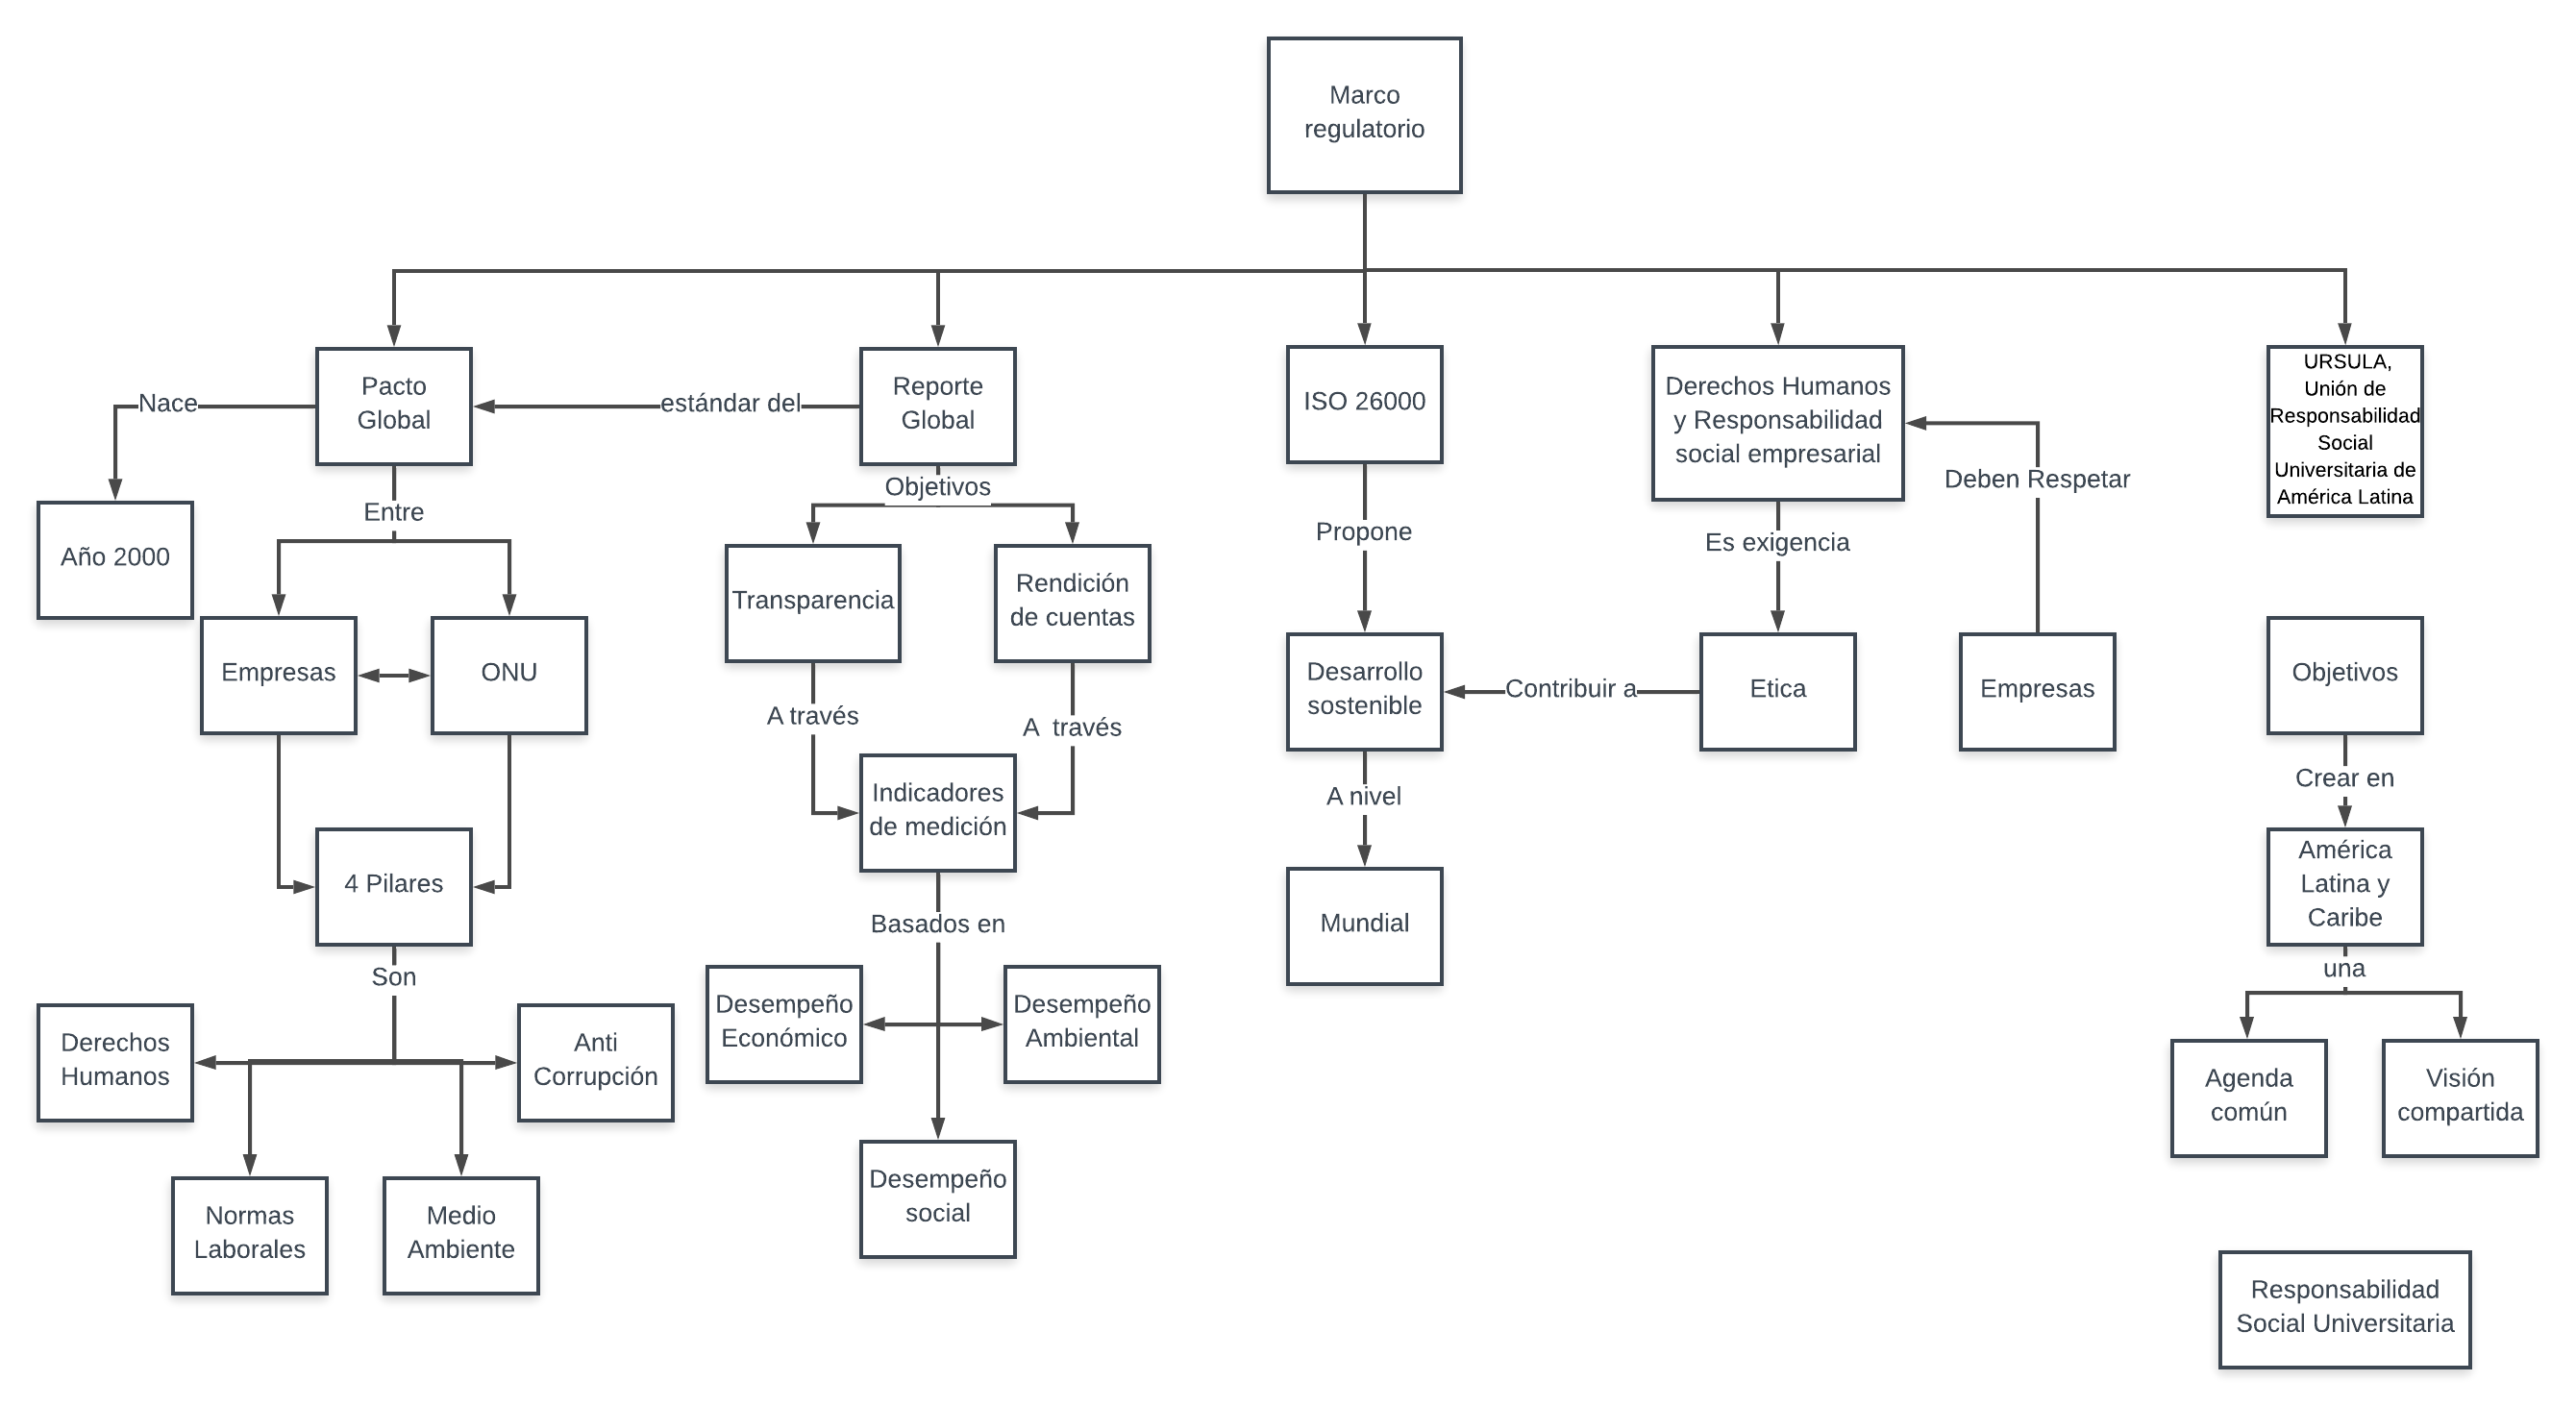 Marco
regulatorio
Pacto
Global
Nace
estándar del
Reporte
Global
ISO 26000
Derechos Humanos
y Responsabilidad
social empresarial
URSULA,
Unión de
Responsabilidad
Social
Universitaria de
América Latina
Deben Respetar
Objetivos
Entre
Propone
Es exigencia
Año 2000
Transparencia
Rendición
de cuentas
Empresas
ONU
Desarrollo
sostenible
Contribuir a
Etica
Empresas
Objetivos
A través
A  través
Crear en
A nivel
Indicadores
de medición
4 Pilares
América
Latina y
Caribe
Mundial
Basados en
Son
una
Derechos
Humanos
Anti
Corrupción
Desempeño
Económico
Desempeño
Ambiental
Agenda
común
Visión
compartida
Normas
Laborales
Medio
Ambiente
Desempeño
social
Responsabilidad
Social Universitaria